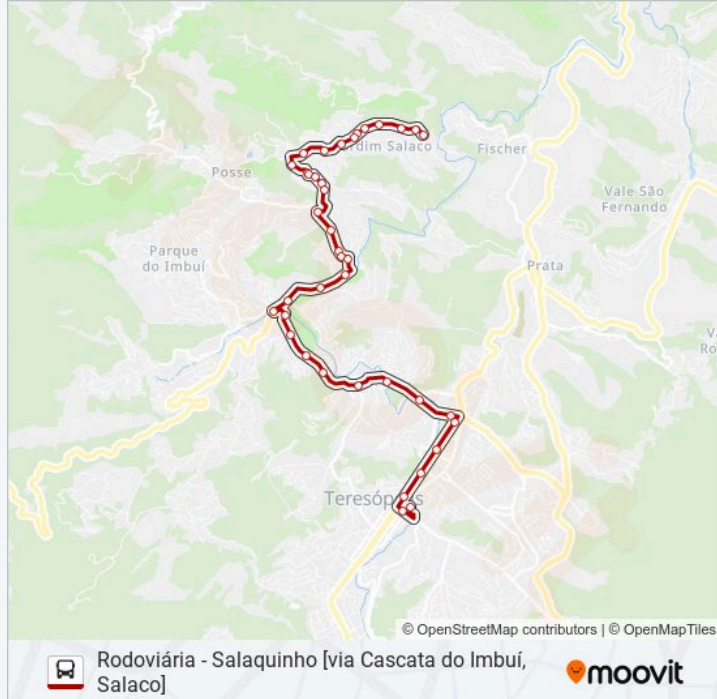 Jardim Salaco
Fischer
Posse
Vale São
Fernando
Parque
do Imbuí
Prata
Teresópolis
© OpenStreetMap contributors | © OpenMapTiles
Rodoviária - Salaquinho [via Cascata do Imbuí,
Salaco]
moovit